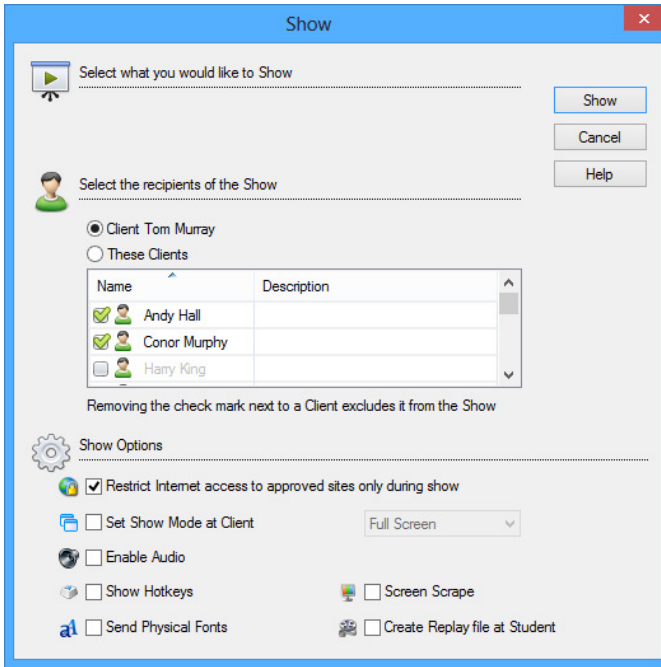 Show
Select what you would like to Show
Show
Cancel
Help
Select the recipients of the Show
Client Tom Murray
These Clients
Name Description
Andy Hall
Conor Murphy
Harry King
Removing the check mark next to a Client excludes it from the Show
Show Options
Restrict Internet access to approved sites only during show
Set Show Mode at Client Full Screen
Enable Audio
Show Hotkeys Screen Scrape
Send Physical Fonts Create Replay file at Student